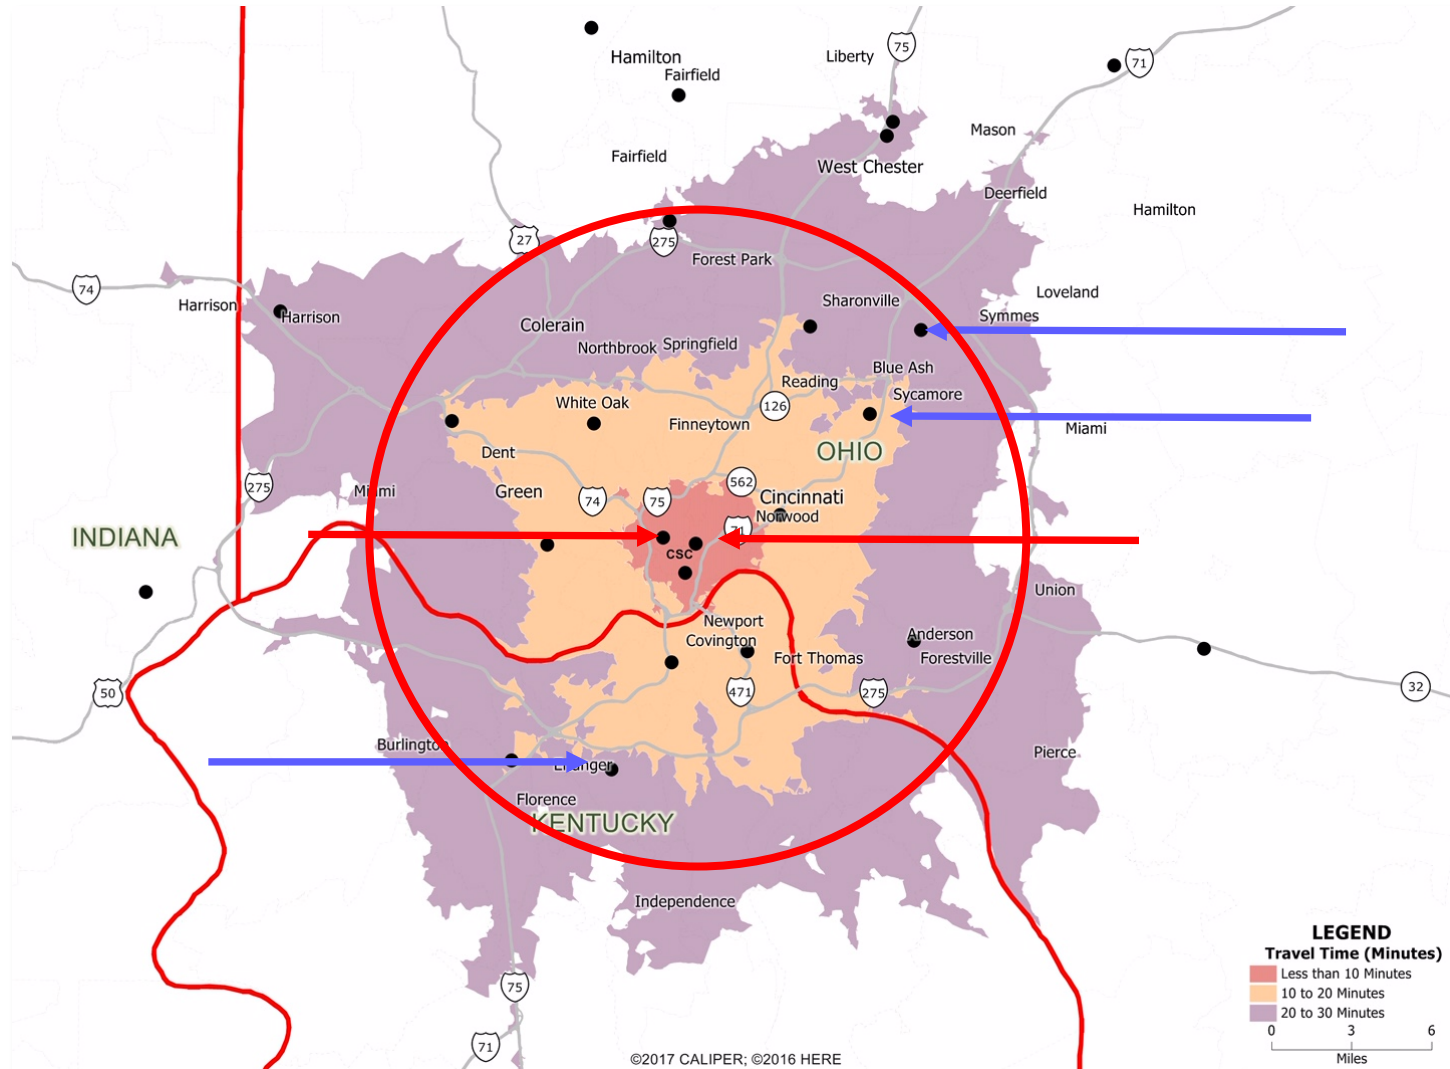 Hamilton
Fairfield
Liberty
75
71
Mason
Fairfield
West Chester
Deerfield
Hamilton
27
275
Forest Park
74
Harrison
Harrison
Sharonville
Loveland
Symmes
Colerain
Northbrook
Springfield
Blue Ash
Reading
Sycamore
White Oak
126
Finneytown
Miami
OHIO
Dent
Green
74
75
562
Cincinnati
Norwood
71
275
Miami
INDIANA
CSC
Union
Newport
Covington
Fort Thomas
Anderson
Forestville
50
471
275
32
Burlington
Erlanger
Pierce
Florence
KENTUCKY
Independence
75
71
LEGEND
Travel Time (Minutes)
Less than 10 Minutes
10 to 20 Minutes
20 to 30 Minutes
0 3 6
Miles
©2017 CALIPER; ©2016 HERE